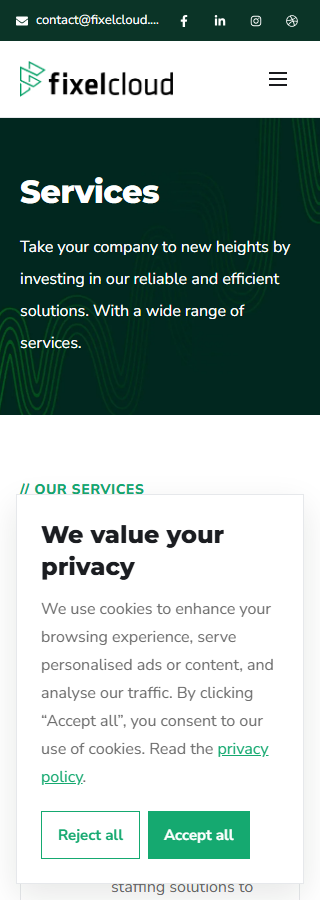 contact@fixelcloud....
fixelcloud
Services
Take your company to new heights by
investing in our reliable and efficient
solutions. With a wide range of
services.
// OUR SERVICES
We value your
privacy
We use cookies to enhance your
browsing experience, serve
personalised ads or content, and
analyse our traffic. By clicking
“Accept all”, you consent to our
use of cookies. Read the privacy
policy.
Reject all Accept all
staffing solutions to